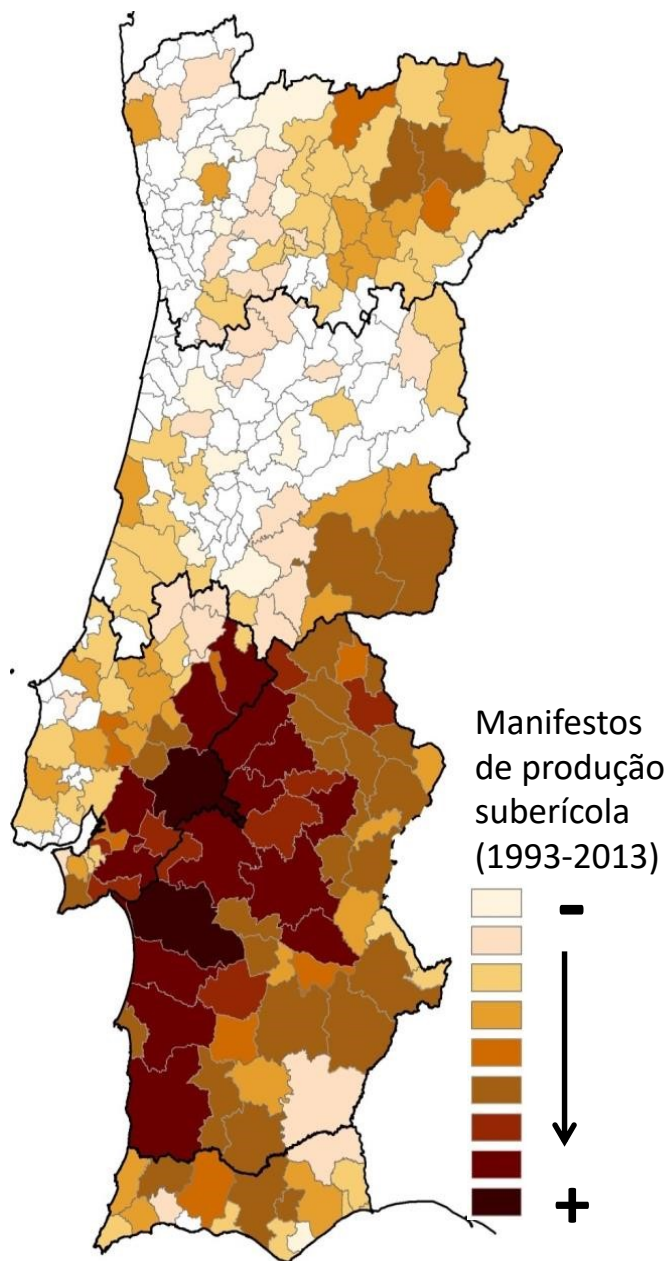 Manifestos
de produção
suberícola
(1993-2013)
-
+